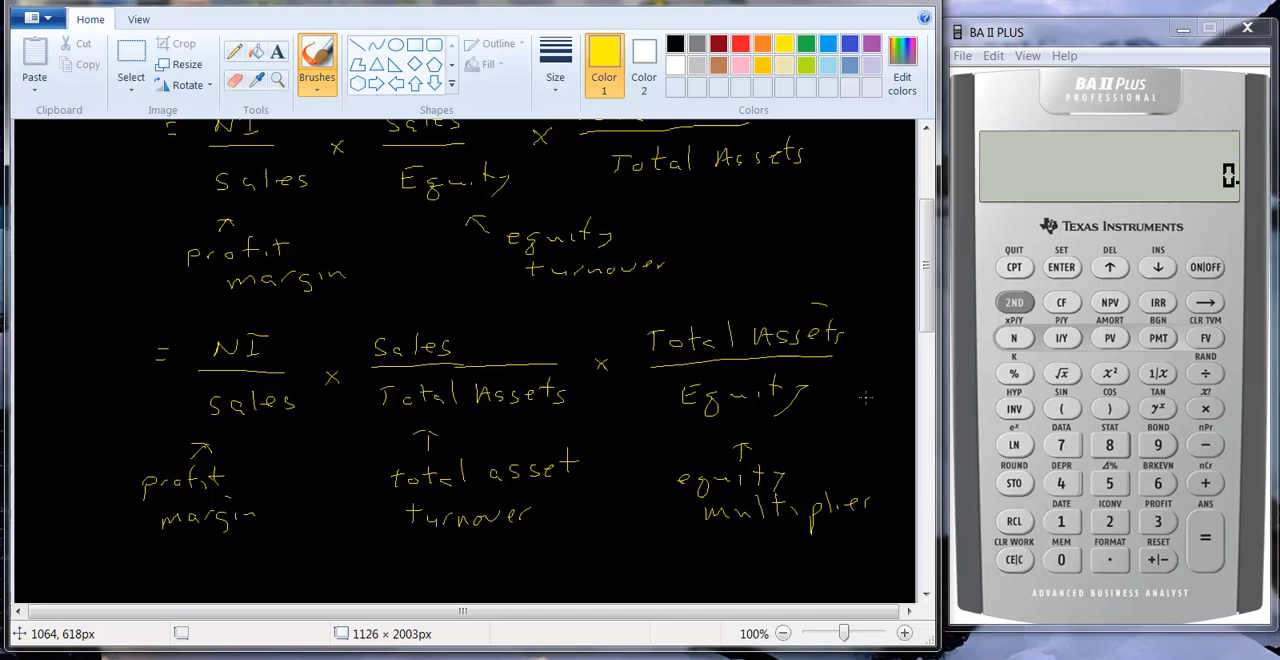 Home View
BA II PLUS
Cut
Copy
Paste
Clipboard
Select
Crop
Resize
Rotate
Image
A
Tools
Brushes
Outline
Fill
Shapes
Size
Color
1
Color
2
Edit
colors
Colors
File Edit View Help
= NI × Sales ×
Sales Equity Total Assets
↑ profit margin
↖ equity turnover
= NI × Sales × Total Assets
Sales Total Assets Equity
↑ ↑ ↑
profit margin
total asset turnover
equity multiplier
1064, 618px
1126 × 2003px
100%
BA II PLUS
PROFESSIONAL
0.
TEXAS INSTRUMENTS
QUIT SET DEL INS
CPT ENTER ↑ ↓ ON|OFF
2ND CF NPV IRR →
xP/Y P/Y AMORT BGN CLR TVM
N I/Y PV PMT FV
K RAND
% √x x² 1/x ÷
HYP SIN COS TAN x!
INV ( ) yˣ ×
eˣ DATA STAT BOND nPr
LN 7 8 9 −
ROUND DEPR Δ% BRKEVN nCr
STO 4 5 6 +
DATE ICONV PROFIT ANS
RCL 1 2 3 =
CLR WORK MEM FORMAT RESET
CE|C 0 . +|−
ADVANCED BUSINESS ANALYST